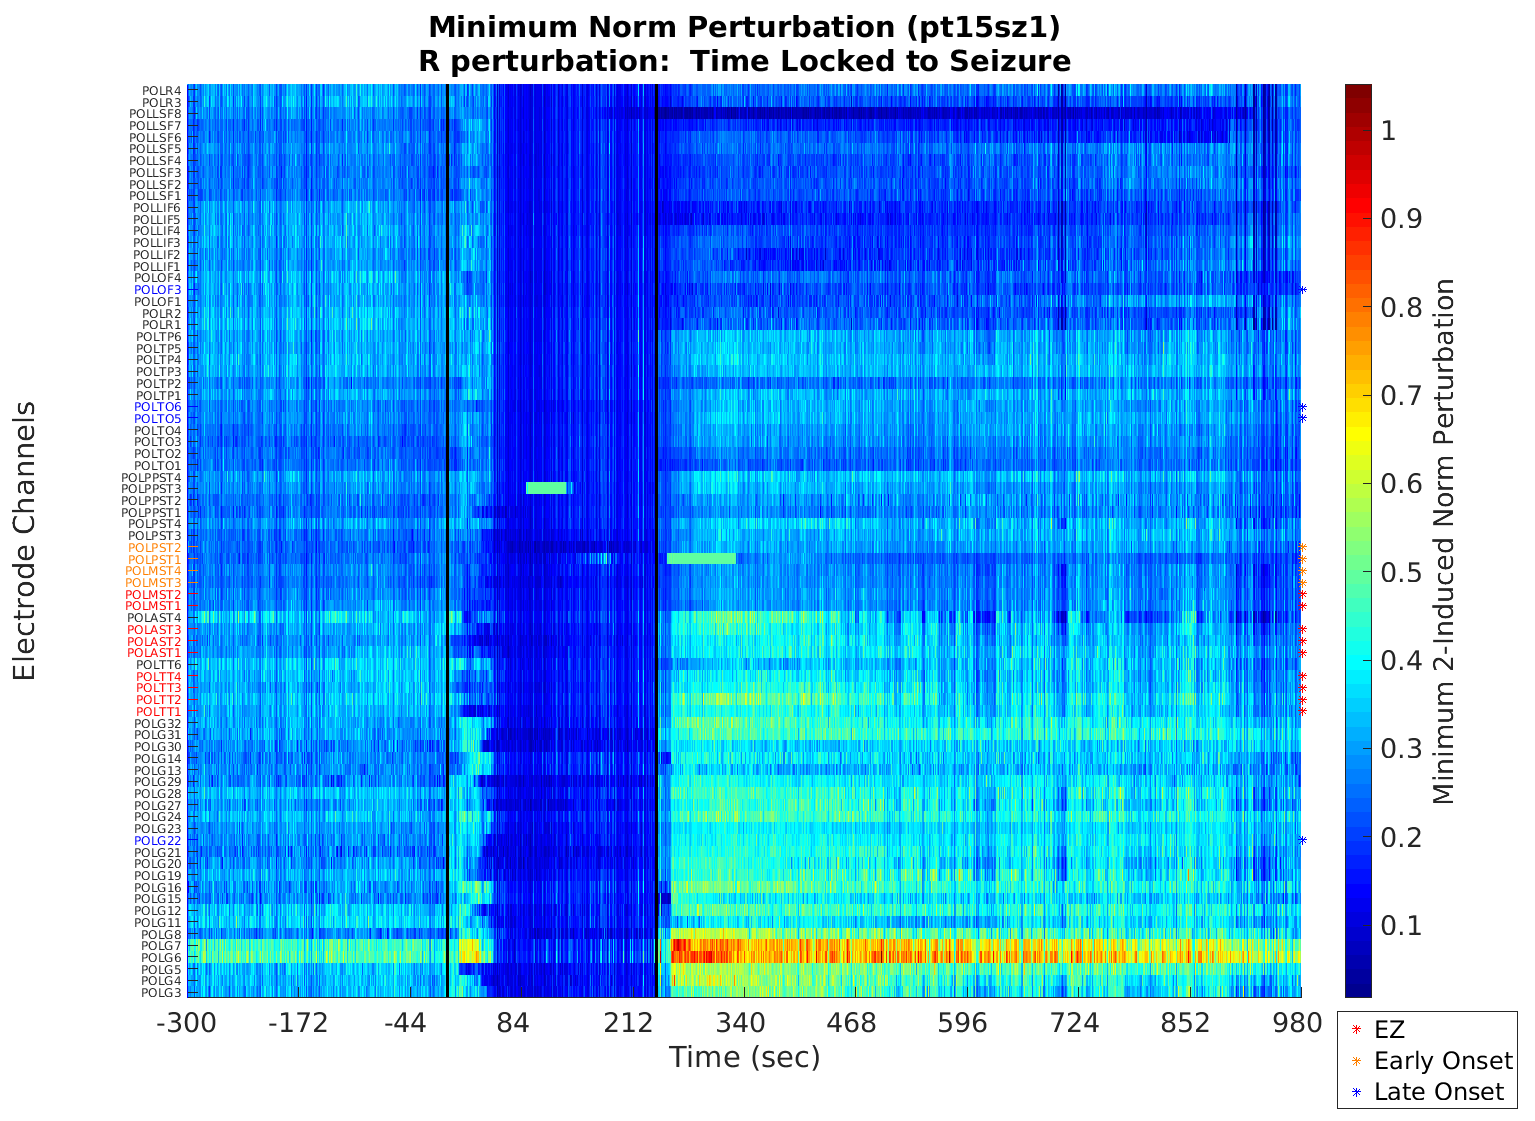 Minimum Norm Perturbation (pt15sz1)
R perturbation:  Time Locked to Seizure
Electrode Channels
POLR4
POLR3
POLLSF8
POLLSF7
POLLSF6
POLLSF5
POLLSF4
POLLSF3
POLLSF2
POLLSF1
POLLIF6
POLLIF5
POLLIF4
POLLIF3
POLLIF2
POLLIF1
POLOF4
POLOF3
POLOF1
POLR2
POLR1
POLTP6
POLTP5
POLTP4
POLTP3
POLTP2
POLTP1
POLTO6
POLTO5
POLTO4
POLTO3
POLTO2
POLTO1
POLPPST4
POLPPST3
POLPPST2
POLPPST1
POLPST4
POLPST3
POLPST2
POLPST1
POLMST4
POLMST3
POLMST2
POLMST1
POLAST4
POLAST3
POLAST2
POLAST1
POLTT6
POLTT4
POLTT3
POLTT2
POLTT1
POLG32
POLG31
POLG30
POLG14
POLG13
POLG29
POLG28
POLG27
POLG24
POLG23
POLG22
POLG21
POLG20
POLG19
POLG16
POLG15
POLG12
POLG11
POLG8
POLG7
POLG6
POLG5
POLG4
POLG3
-300 -172 -44 84 212 340 468 596 724 852 980
Time (sec)
1
0.9
0.8
0.7
0.6
0.5
0.4
0.3
0.2
0.1
Minimum 2-Induced Norm Perturbation
EZ
Early Onset
Late Onset